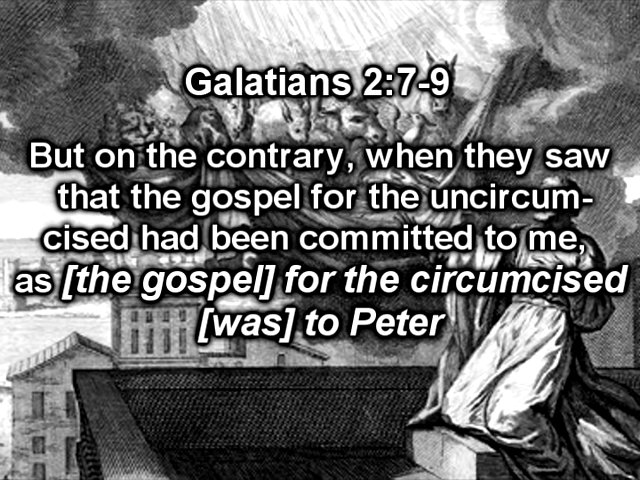 Galatians 2:7-9
But on the contrary, when they saw
that the gospel for the uncircum-
cised had been committed to me,
as [the gospel] for the circumcised
[was] to Peter